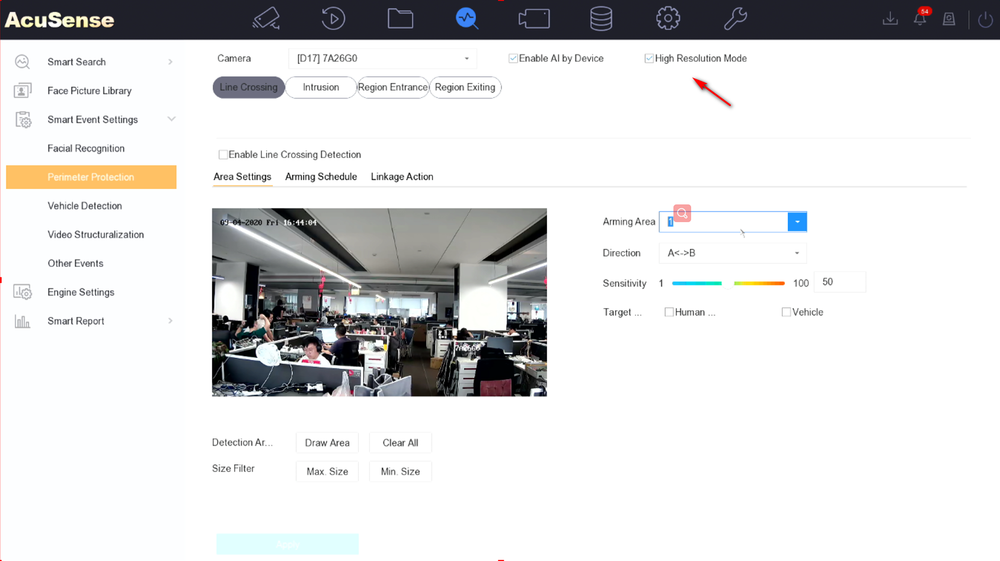 AcuSense
54
Smart Search
Face Picture Library
Smart Event Settings
Facial Recognition
Perimeter Protection
Vehicle Detection
Video Structuralization
Other Events
Engine Settings
Smart Report
Camera [D17] 7A26G0 Enable AI by Device High Resolution Mode
Line Crossing Intrusion Region Entrance Region Exiting
Enable Line Crossing Detection
Area Settings Arming Schedule Linkage Action
09-04-2020 Fri 16:44:04
7A26G0
Arming Area 1
Direction A<->B
Sensitivity 1 100 50
Target ... Human ... Vehicle
Detection Ar... Draw Area Clear All
Size Filter Max. Size Min. Size
Apply